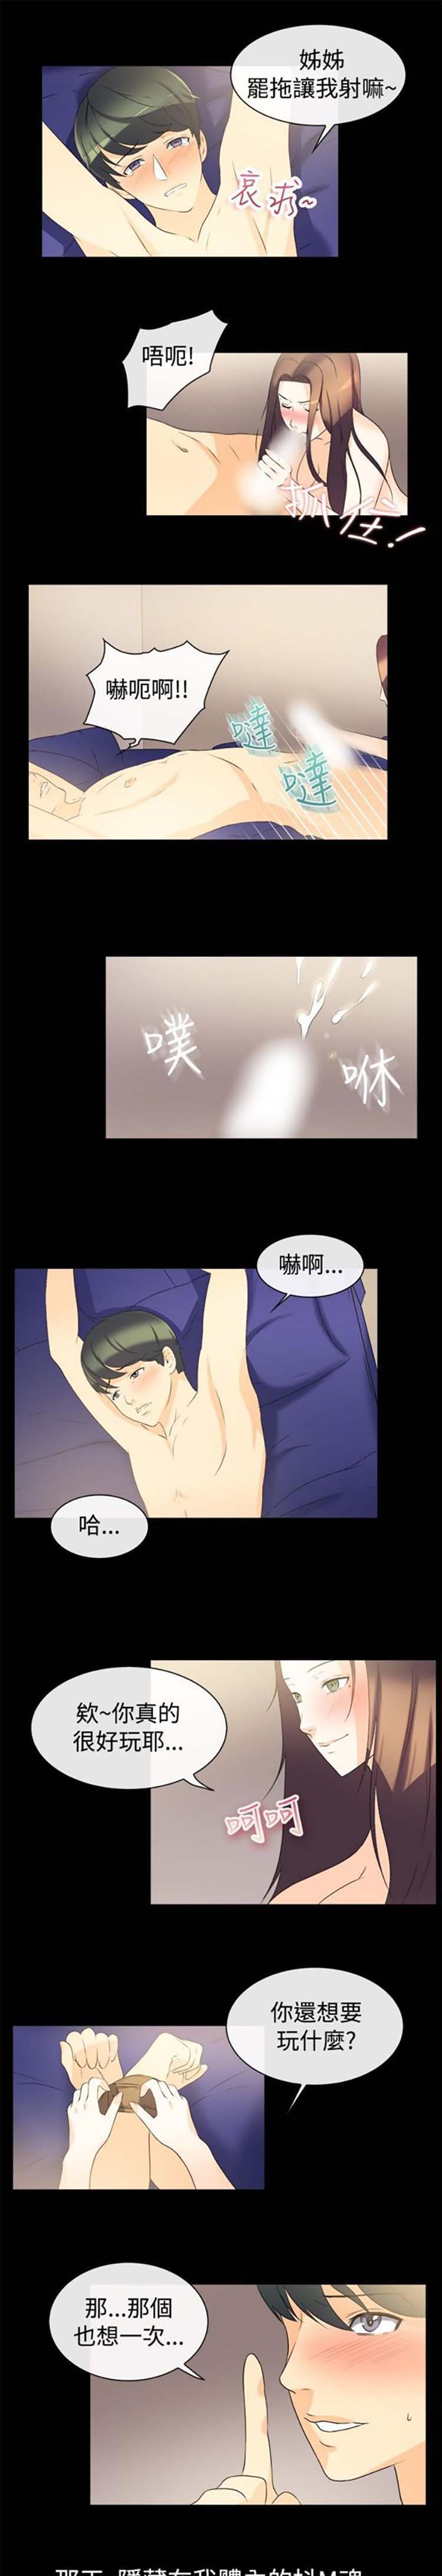 姊姊
罷拖讓我射嘛~
哀求~
唔呃!
抓住!
嚇呃啊!!
噠
噠
噗
咻
嚇啊...
哈...
欸~你真的
很好玩耶...
呵呵
你還想要
玩什麼?
那...那個
也想一次...